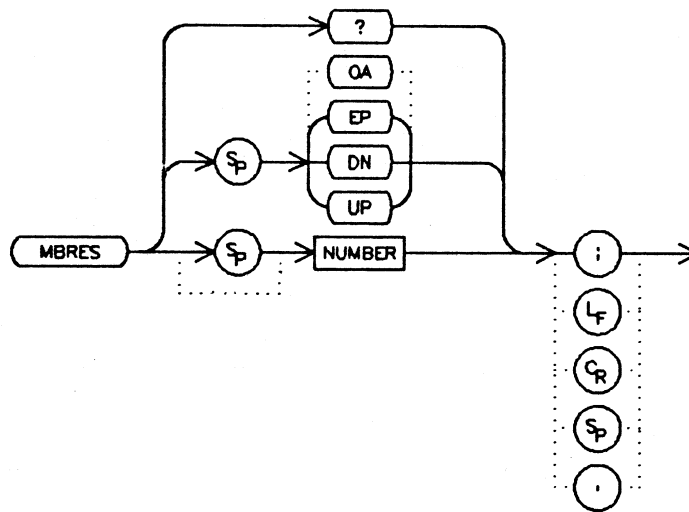 ?
OA
EP
SP DN
UP
MBRES SP NUMBER ;
LF
CR
SP
,